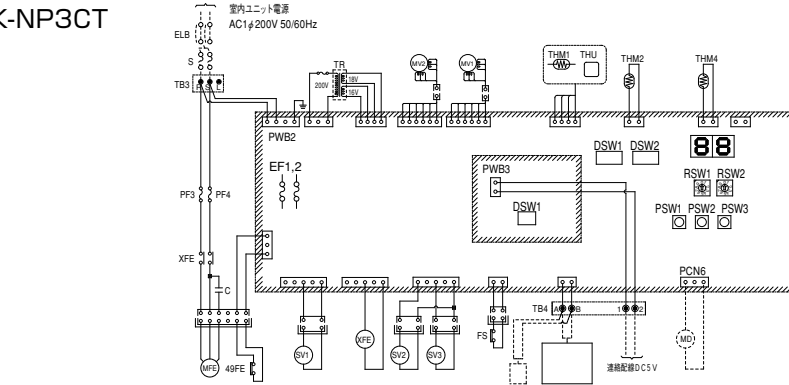 K-NP3CT
室内ユニット電源
AC1φ200V 50/60Hz
ELB
S
TB3
R S L
TR
200V
18V
16V
MV2
MV1
THM1 THU
THM2
THM4
PWB2
EF1,2
PWB3
DSW1
DSW1 DSW2
88
RSW1 RSW2
PSW1 PSW2 PSW3
PF3 PF4
XFE
C
PCN6
TB4 A B 1 2
SV1
XFE
SV2
SV3
FS
MD
MFE
49FE
連絡配線DC5V